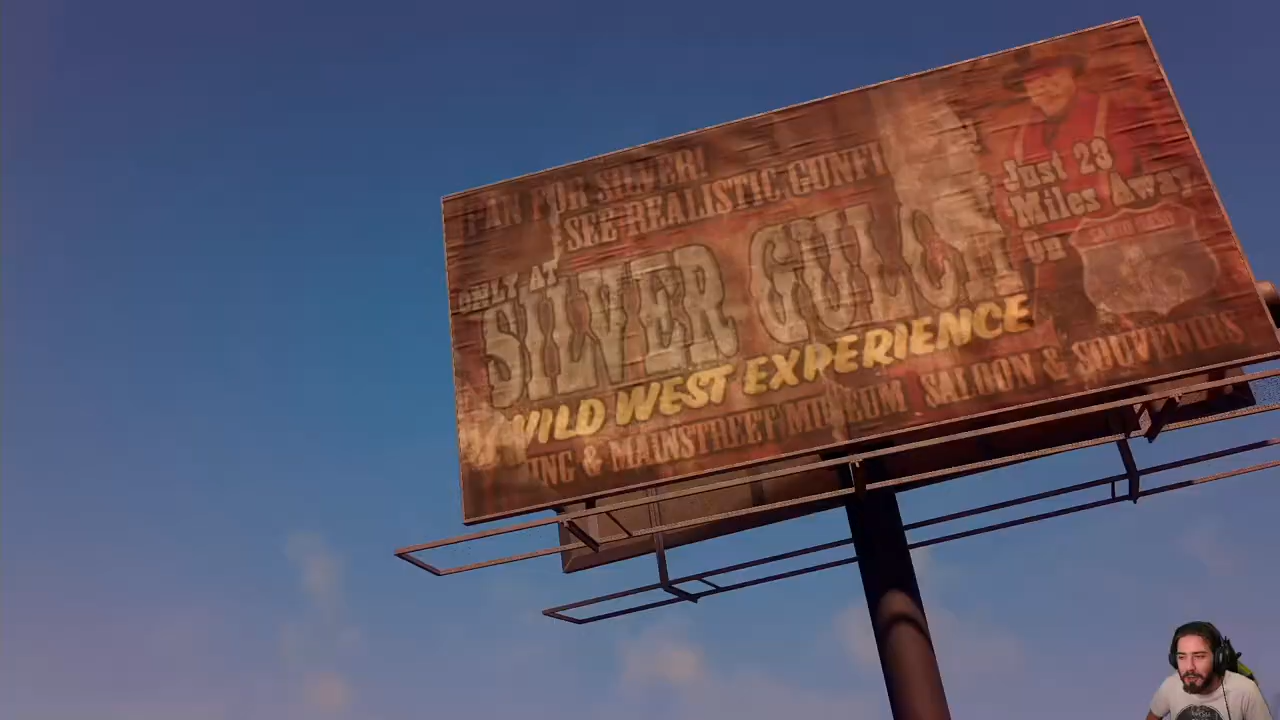 PAN FOR SILVER!
SEE REALISTIC GUNFI
ONLY AT
SILVER GULCH
WILD WEST EXPERIENCE
ING & MAINSTREET MUSEUM SALOON & SOUVENIRS
Just 23
Miles Away
On